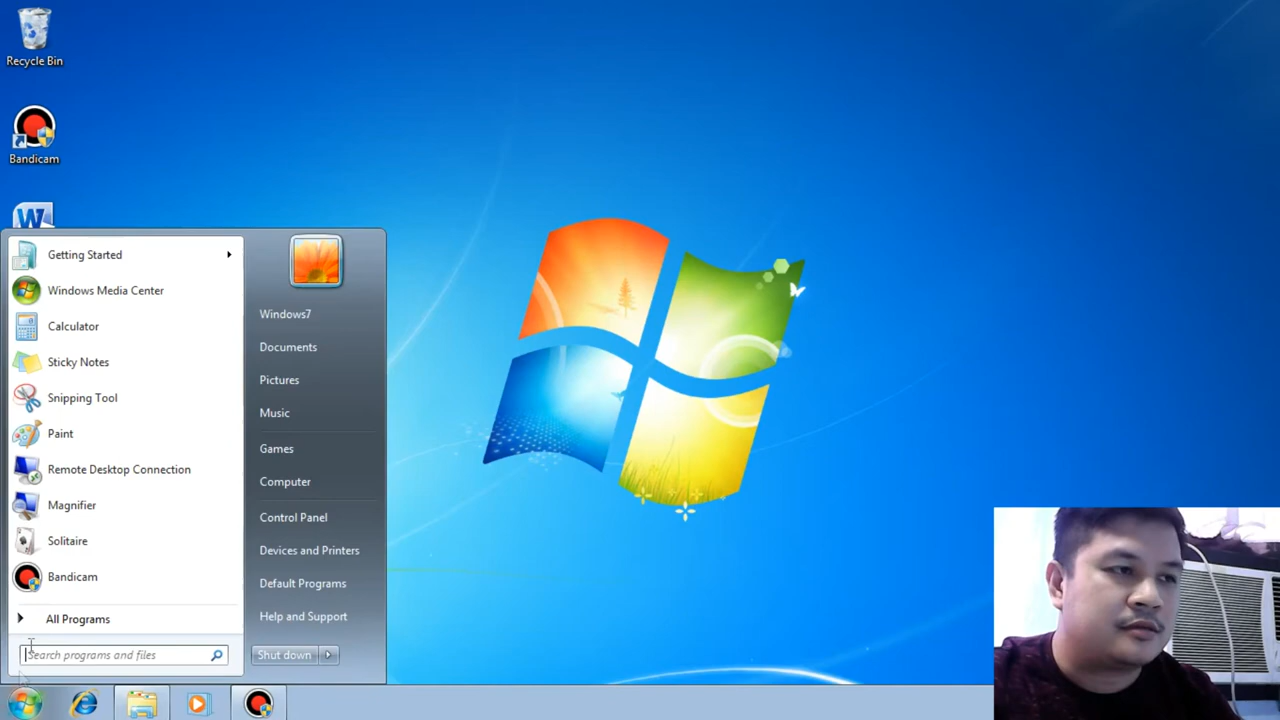 Recycle Bin
Bandicam
W
Getting Started
Windows Media Center
Calculator
Sticky Notes
Snipping Tool
Paint
Remote Desktop Connection
Magnifier
Solitaire
Bandicam
All Programs
Search programs and files
Windows7
Documents
Pictures
Music
Games
Computer
Control Panel
Devices and Printers
Default Programs
Help and Support
Shut down